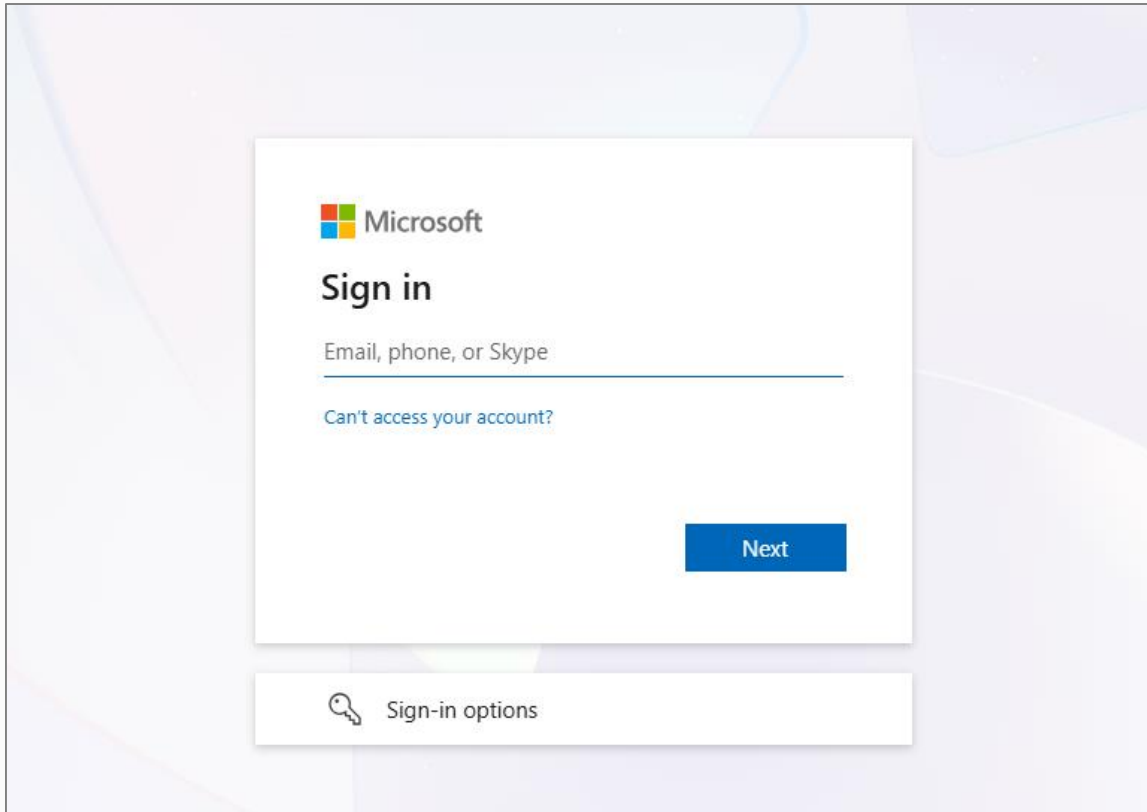 Microsoft
Sign in
Email, phone, or Skype
Can't access your account?
Next
Sign-in options